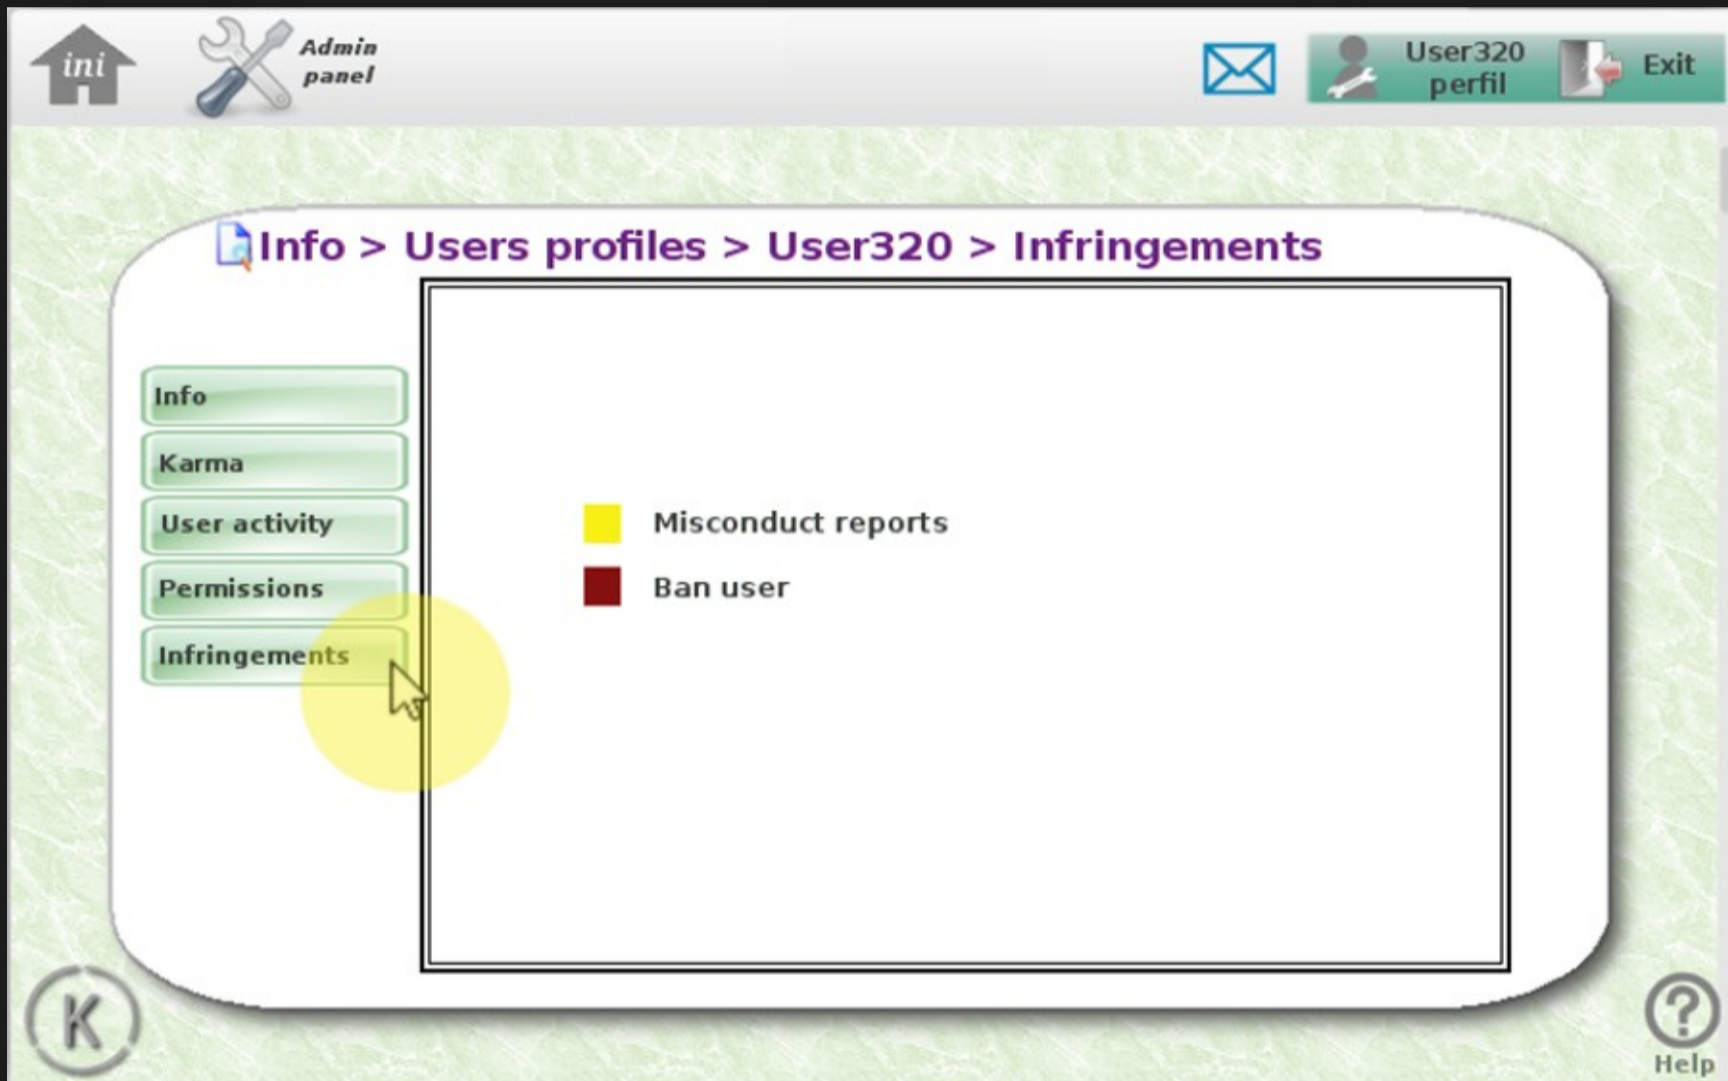 ini
Admin
panel
User320
perfil
Exit
Info > Users profiles > User320 > Infringements
Info
Karma
User activity
Permissions
Infringements
Misconduct reports
Ban user
K
Help